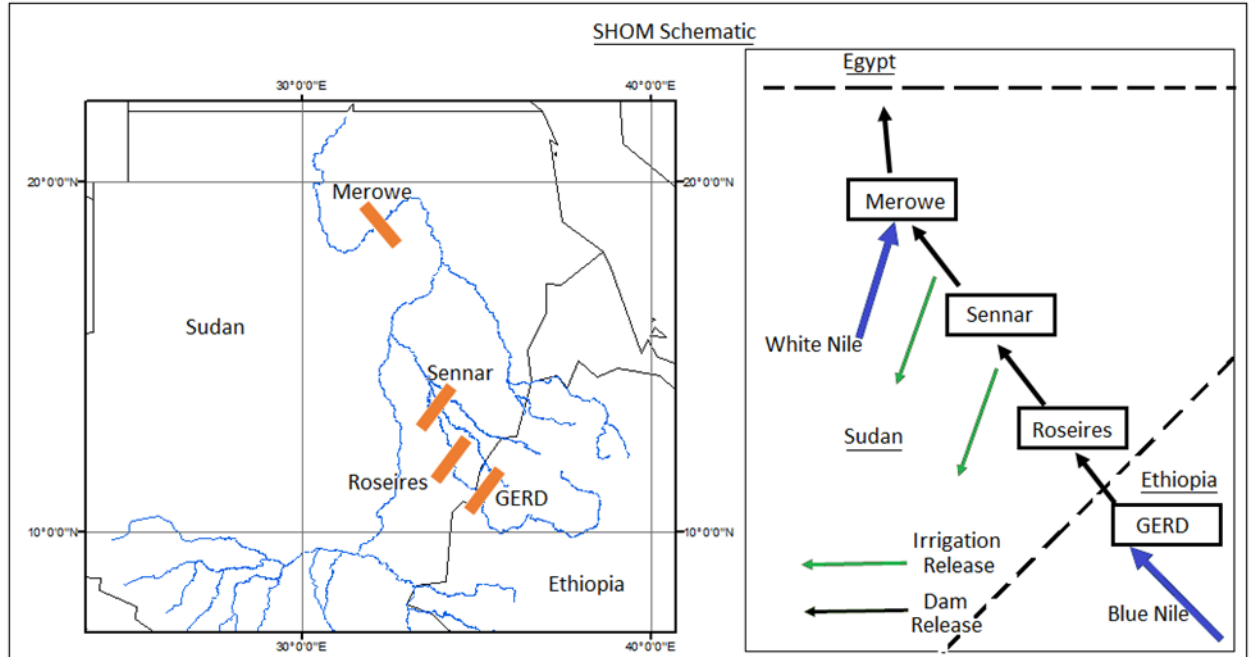 SHOM Schematic
30°0'0"E
40°0'0"E
20°0'0"N
20°0'0"N
Merowe
Sudan
Sennar
Roseires
GERD
10°0'0"N
10°0'0"N
Ethiopia
30°0'0"E
40°0'0"E
Egypt
Merowe
Sennar
White Nile
Roseires
Sudan
Ethiopia
GERD
Irrigation
Release
Dam
Release
Blue Nile